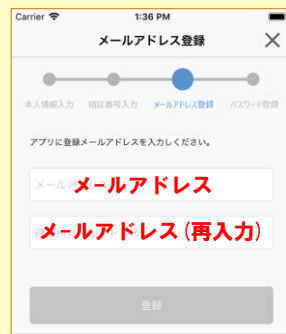 Carrier 1:36 PM
メールアドレス登録
本人情報入力 暗証番号入力 メールアドレス登録 パスワード登録
アプリに登録メールアドレスを入力ください。
メールアドレス
メールアドレス(再入力)
登録